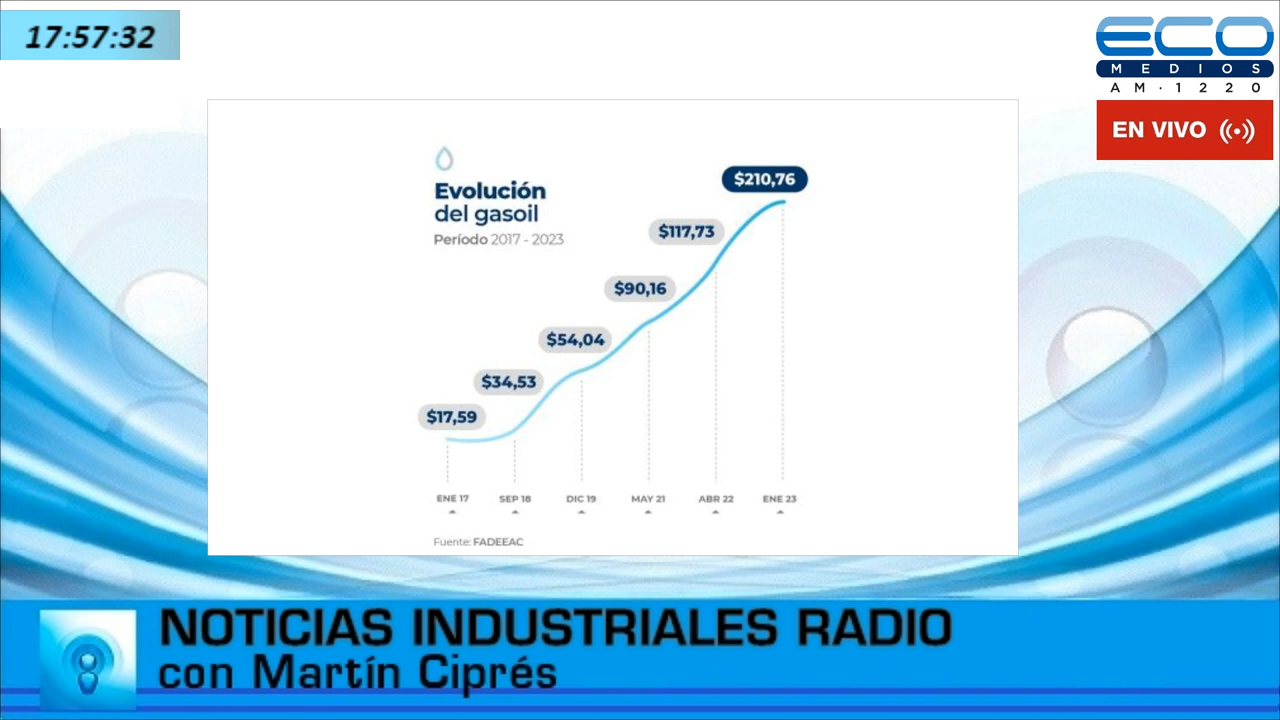 17:57:32
ECO
MEDIOS
AM·1220
EN VIVO
Evolución
del gasoil
Período 2017 - 2023
$210,76
$117,73
$90,16
$54,04
$34,53
$17,59
ENE 17 SEP 18 DIC 19 MAY 21 ABR 22 ENE 23
Fuente: FADEEAC
NOTICIAS INDUSTRIALES RADIO
con Martín Ciprés